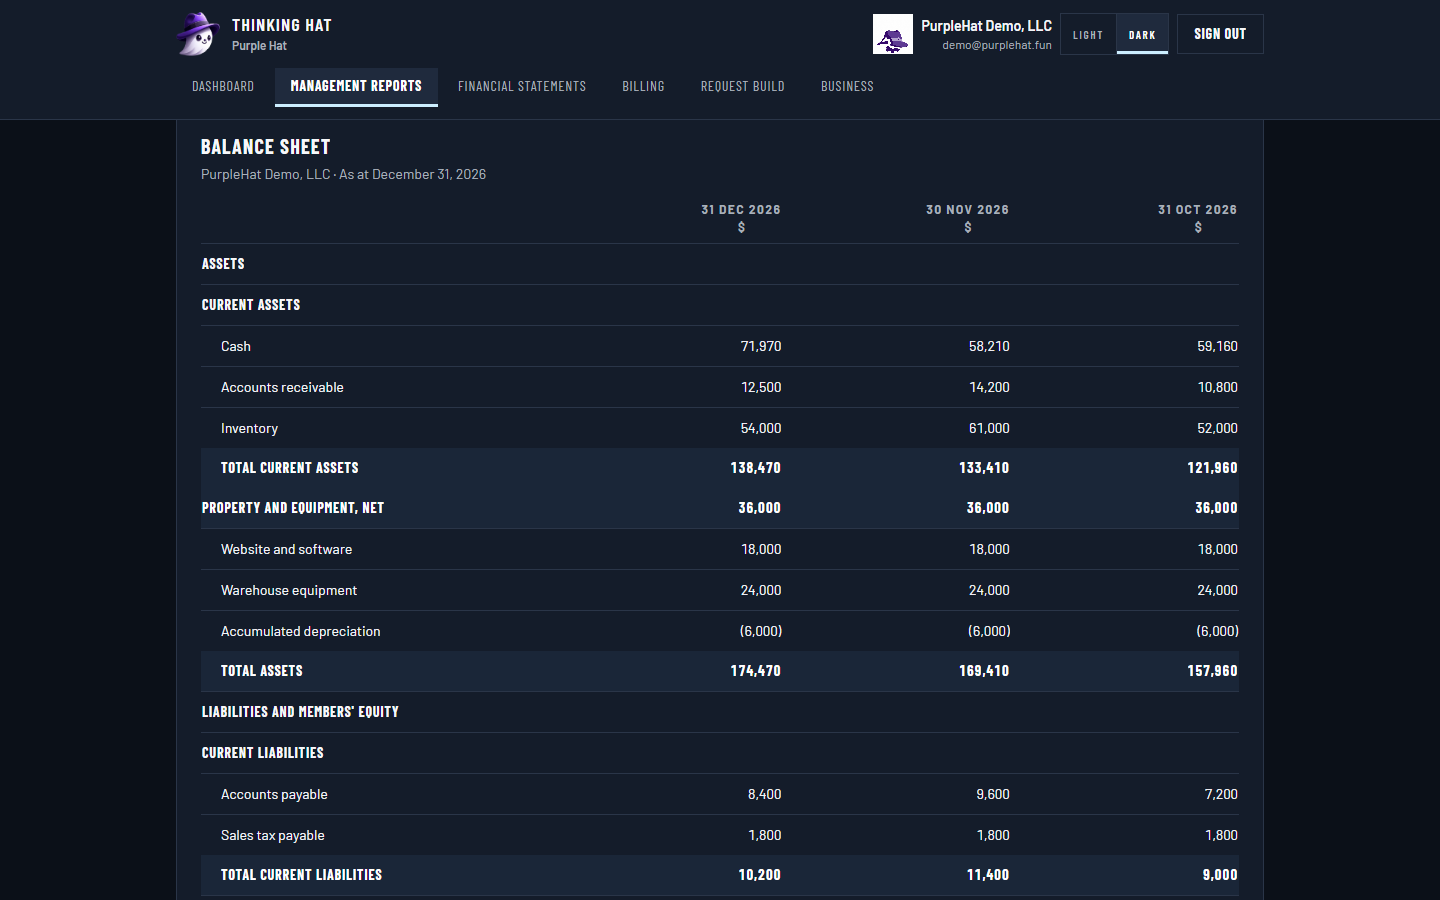 THINKING HAT
Purple Hat
PurpleHat Demo, LLC
demo@purplehat.fun
LIGHT DARK SIGN OUT
DASHBOARD MANAGEMENT REPORTS FINANCIAL STATEMENTS BILLING REQUEST BUILD BUSINESS
BALANCE SHEET
PurpleHat Demo, LLC · As at December 31, 2026
31 DEC 2026 30 NOV 2026 31 OCT 2026
$ $ $
ASSETS
CURRENT ASSETS
Cash 71,970 58,210 59,160
Accounts receivable 12,500 14,200 10,800
Inventory 54,000 61,000 52,000
TOTAL CURRENT ASSETS 138,470 133,410 121,960
PROPERTY AND EQUIPMENT, NET 36,000 36,000 36,000
Website and software 18,000 18,000 18,000
Warehouse equipment 24,000 24,000 24,000
Accumulated depreciation (6,000) (6,000) (6,000)
TOTAL ASSETS 174,470 169,410 157,960
LIABILITIES AND MEMBERS' EQUITY
CURRENT LIABILITIES
Accounts payable 8,400 9,600 7,200
Sales tax payable 1,800 1,800 1,800
TOTAL CURRENT LIABILITIES 10,200 11,400 9,000